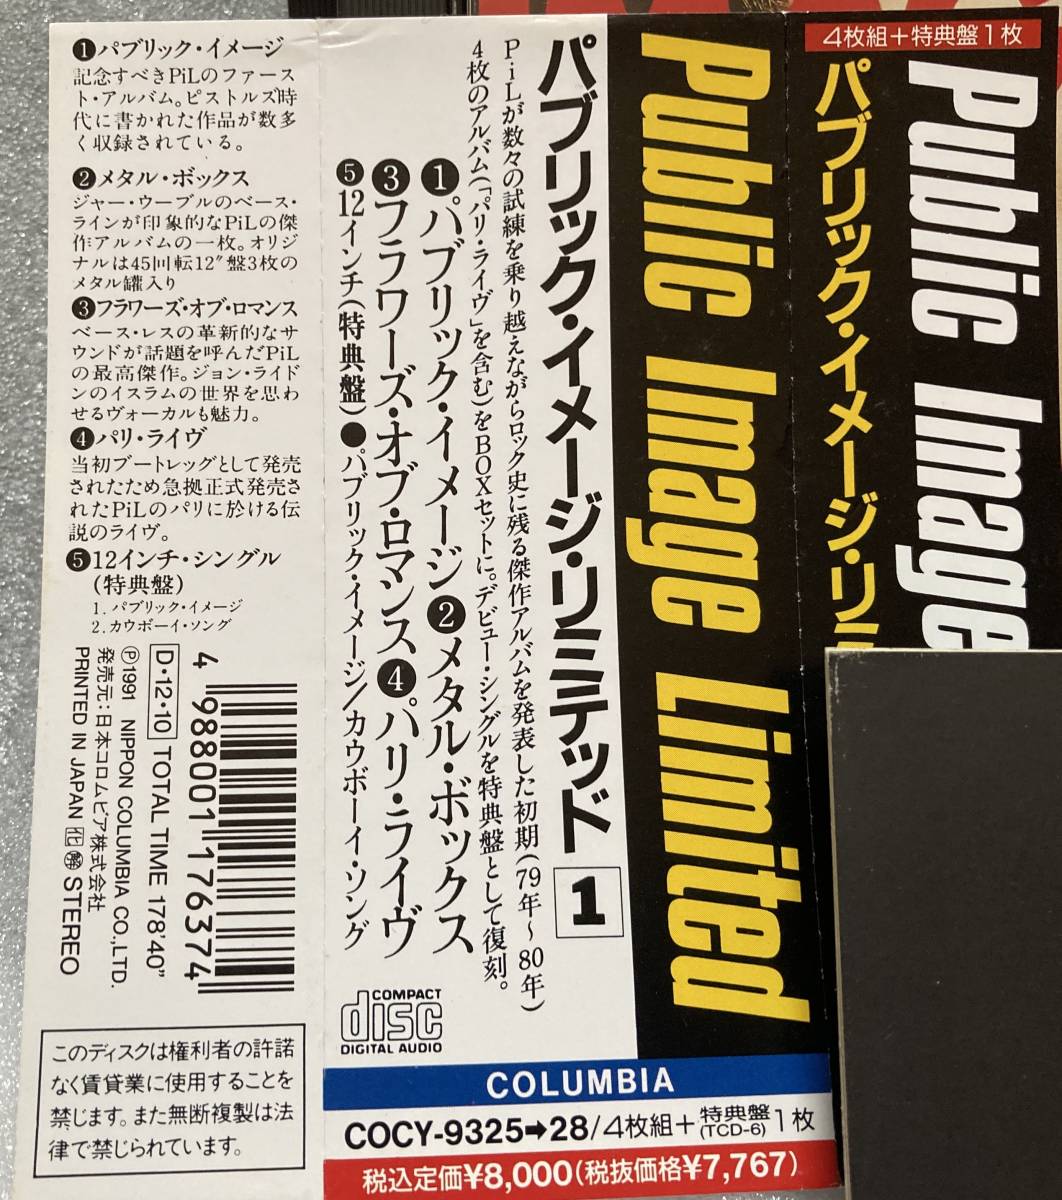 ❶パブリック・イメージ
記念すべきPiLのファース
ト・アルバム。ピストルズ時
代に書かれた作品が数多
く収録されている。
❷メタル・ボックス
ジャー・ウーブルのベース・
ラインが印象的なPiLの傑
作アルバムの一枚。オリジ
ナルは45回転12″盤3枚の
メタル罐入り
❸フラワーズ・オブ・ロマンス
ベース・レスの革新的なサ
ウンドが話題を呼んだPiL
の最高傑作。ジョン・ライド
ンのイスラムの世界を思わ
せるヴォーカルも魅力。
❹パリ・ライヴ
当初ブートレッグとして発売
されたため急拠正式発売さ
れたPiLのパリに於ける伝
説のライヴ。
❺12インチ・シングル
(特典盤)
1. パブリック・イメージ
2. カウボーイ・ソング
4 988001 176374
D・12・10 TOTAL TIME 178'40"
Ⓟ1991 NIPPON COLUMBIA CO.,LTD.
発売元:日本コロムビア株式会社
PRINTED IN JAPAN 化 STEREO
このディスクは権利者の許諾
なく賃貸業に使用することを
禁じます。また無断複製は法
律で禁じられています。
パブリック・イメージ・リミテッド 1
P・iLが数々の試練を乗り越えながらロック史に残る傑作アルバムを発表した初期(79年〜80年)
4枚のアルバム(「パリ・ライヴ」を含む)をBOXセットに。デビュー・シングルを特典盤として復刻。
❶パブリック・イメージ❷メタル・ボックス
❸フラワーズ・オブ・ロマンス❹パリ・ライヴ
❺12インチ(特典盤)●パブリック・イメージ/カウボーイ・ソング
COMPACT
disc
DIGITAL AUDIO
Public Image Limited
COLUMBIA
COCY-9325➡28/4枚組+特典盤(TCD-6)1枚
税込定価¥8,000(税抜価格¥7,767)
4枚組+特典盤1枚
Public Image
パブリック・イメージ・リ